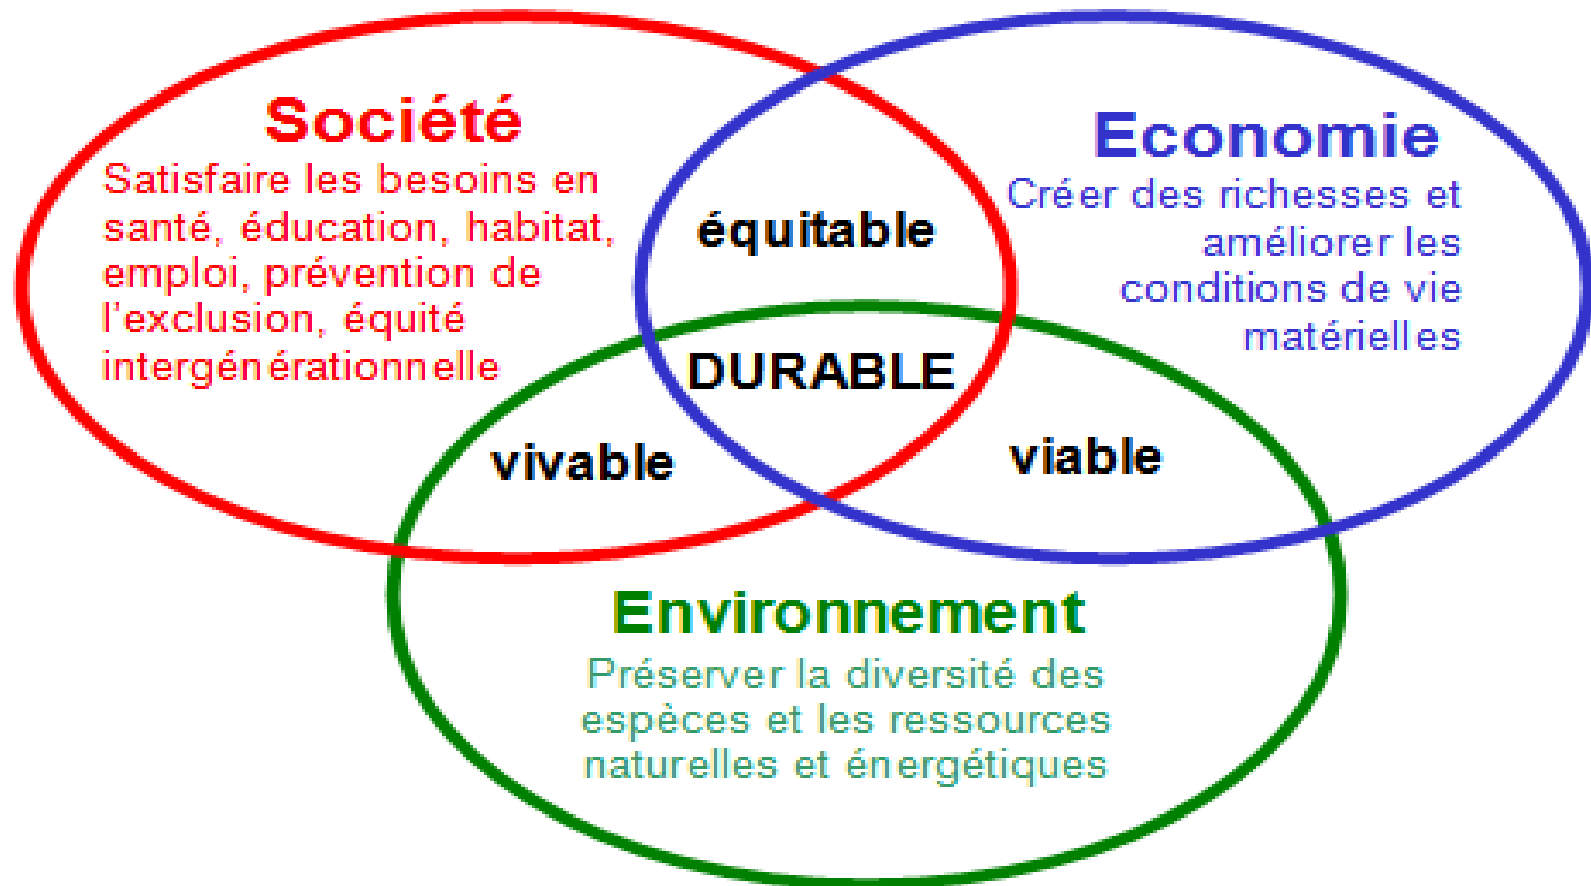 Société
Satisfaire les besoins en
santé, éducation, habitat,
emploi, prévention de
l'exclusion, équité
intergénérationnelle
Economie
Créer des richesses et
améliorer les
conditions de vie
matérielles
équitable
DURABLE
vivable
viable
Environnement
Préserver la diversité des
espèces et les ressources
naturelles et énergétiques